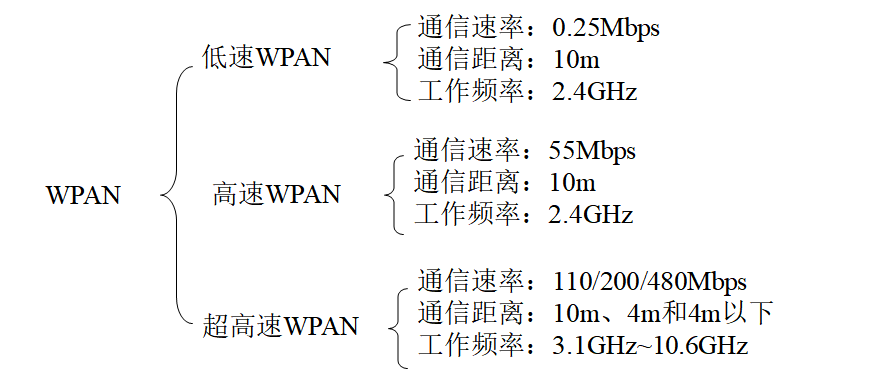 WPAN
低速WPAN
通信速率：0.25Mbps
通信距离：10m
工作频率：2.4GHz
高速WPAN
通信速率：55Mbps
通信距离：10m
工作频率：2.4GHz
超高速WPAN
通信速率：110/200/480Mbps
通信距离：10m、4m和4m以下
工作频率：3.1GHz~10.6GHz